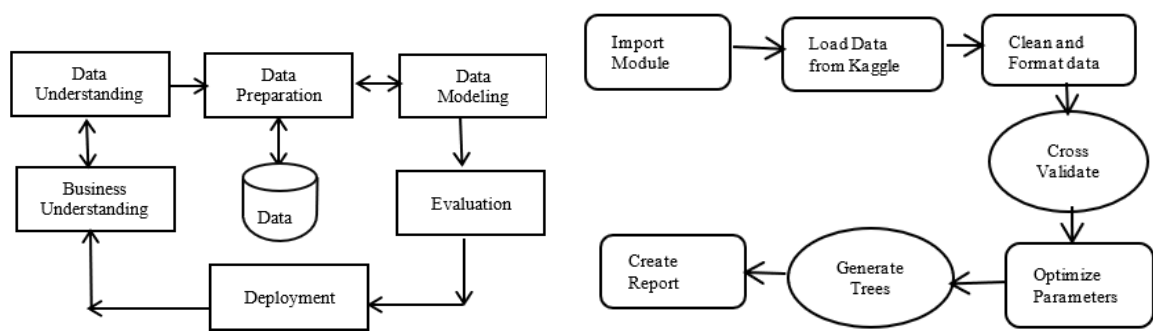 Data
Understanding
Data
Preparation
Data
Modeling
Business
Understanding
Data
Evaluation
Deployment
Import
Module
Load Data
from Kaggle
Clean and
Format data
Cross
Validate
Optimize
Parameters
Generate
Trees
Create
Report